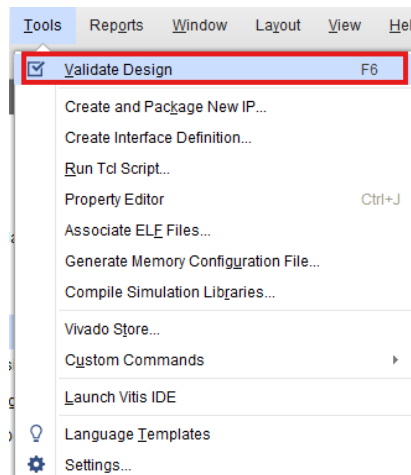 Tools Reports Window Layout View Hel
Validate Design F6
Create and Package New IP...
Create Interface Definition...
Run Tcl Script...
Property Editor Ctrl+J
Associate ELF Files...
Generate Memory Configuration File...
Compile Simulation Libraries...
Vivado Store...
Custom Commands
Launch Vitis IDE
Language Templates
Settings...